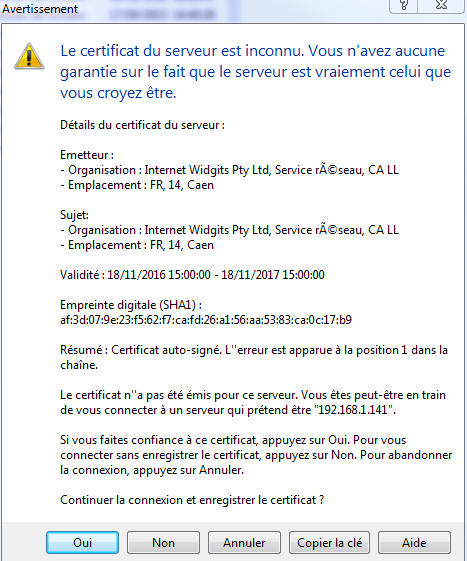 Avertissement
Le certificat du serveur est inconnu. Vous n'avez aucune
garantie sur le fait que le serveur est vraiment celui que
vous croyez être.
Détails du certificat du serveur :
Emetteur :
- Organisation : Internet Widgits Pty Ltd, Service rÃ©seau, CA LL
- Emplacement : FR, 14, Caen
Sujet:
- Organisation : Internet Widgits Pty Ltd, Service rÃ©seau, CA LL
- Emplacement : FR, 14, Caen
Validité : 18/11/2016 15:00:00 - 18/11/2017 15:00:00
Empreinte digitale (SHA1) :
af:3d:07:9e:23:f5:62:f7:ca:fd:26:a1:56:aa:53:83:ca:0c:17:b9
Résumé : Certificat auto-signé. L''erreur est apparue à la position 1 dans la
chaîne.
Le certificat n''a pas été émis pour ce serveur. Vous êtes peut-être en train
de vous connecter à un serveur qui prétend être "192.168.1.141".
Si vous faites confiance à ce certificat, appuyez sur Oui. Pour vous
connecter sans enregistrer le certificat, appuyez sur Non. Pour abandonner
la connexion, appuyez sur Annuler.
Continuer la connexion et enregistrer le certificat ?
Oui Non Annuler Copier la clé Aide